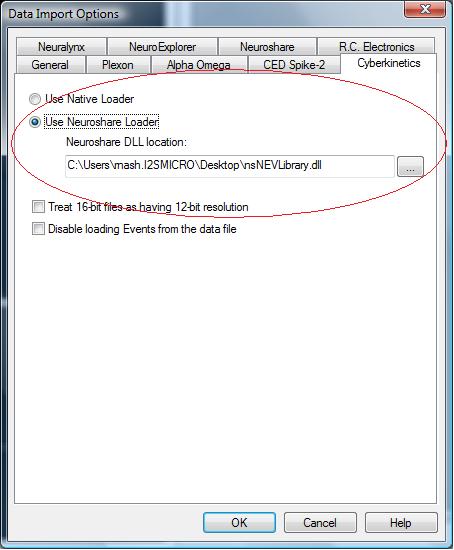 Data Import Options
Neuralynx NeuroExplorer Neuroshare R.C. Electronics
General Plexon Alpha Omega CED Spike-2 Cyberkinetics
Use Native Loader
Use Neuroshare Loader
Neuroshare DLL location:
C:\Users\mash.I2SMICRO\Desktop\nsNEVLibrary.dll ...
Treat 16-bit files as having 12-bit resolution
Disable loading Events from the data file
OK Cancel Help